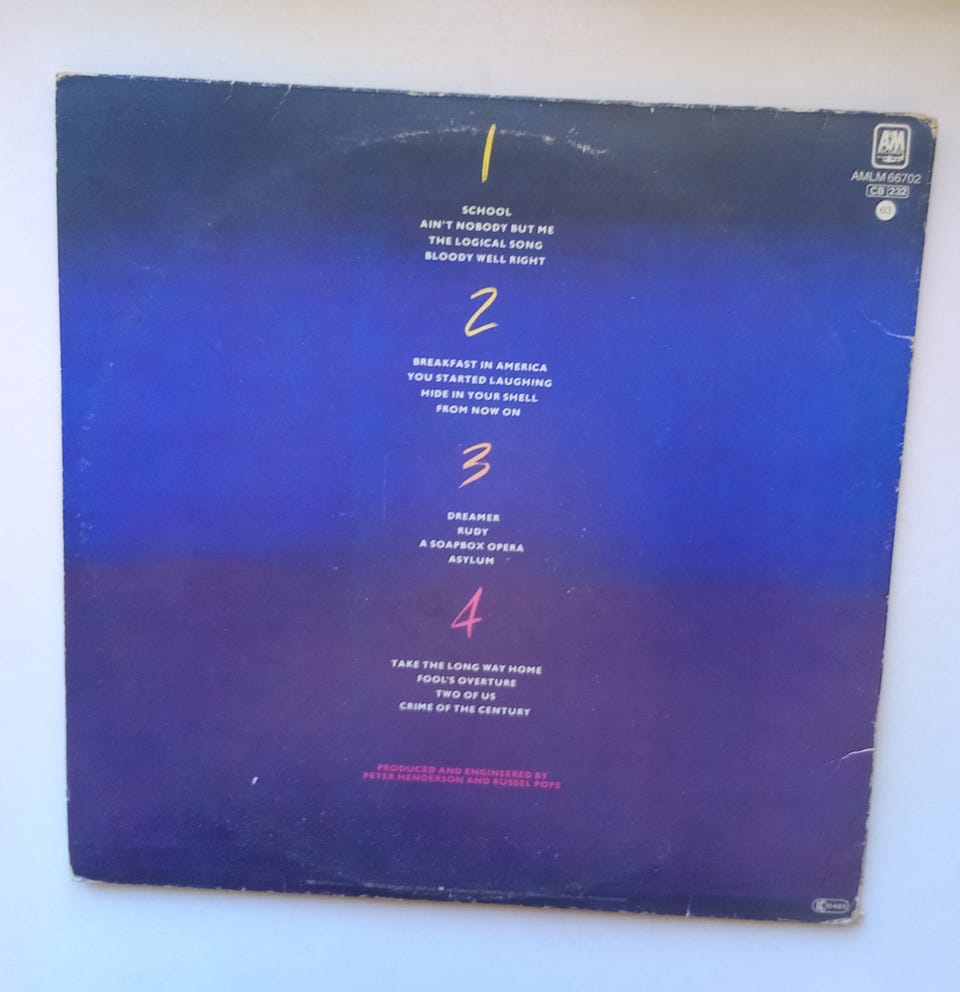 1
A&M
AMLM 66702
CB 232
63
SCHOOL
AIN'T NOBODY BUT ME
THE LOGICAL SONG
BLOODY WELL RIGHT
2
BREAKFAST IN AMERICA
YOU STARTED LAUGHING
HIDE IN YOUR SHELL
FROM NOW ON
3
DREAMER
RUDY
A SOAPBOX OPERA
ASYLUM
4
TAKE THE LONG WAY HOME
FOOL'S OVERTURE
TWO OF US
CRIME OF THE CENTURY
PRODUCED AND ENGINEERED BY
PETER HENDERSON AND RUSSEL POPE